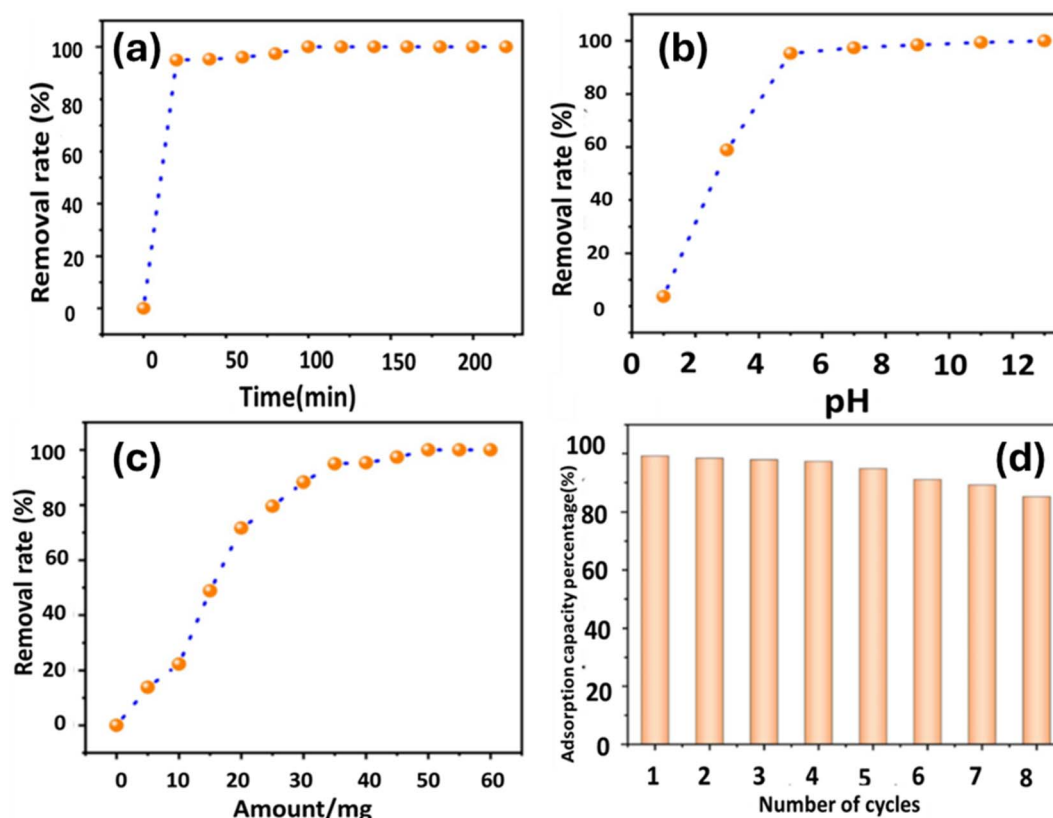 (a)
Removal rate (%)
100
80
60
40
20
0
0 50 100 150 200
Time(min)
(b)
Removal rate (%)
100
80
60
40
20
0
0 2 4 6 8 10 12
pH
(c)
Removal rate (%)
100
80
60
40
20
0
0 10 20 30 40 50 60
Amount/mg
(d)
Adsorption capacity percentage(%)
100
80
60
40
20
0
1 2 3 4 5 6 7 8
Number of cycles